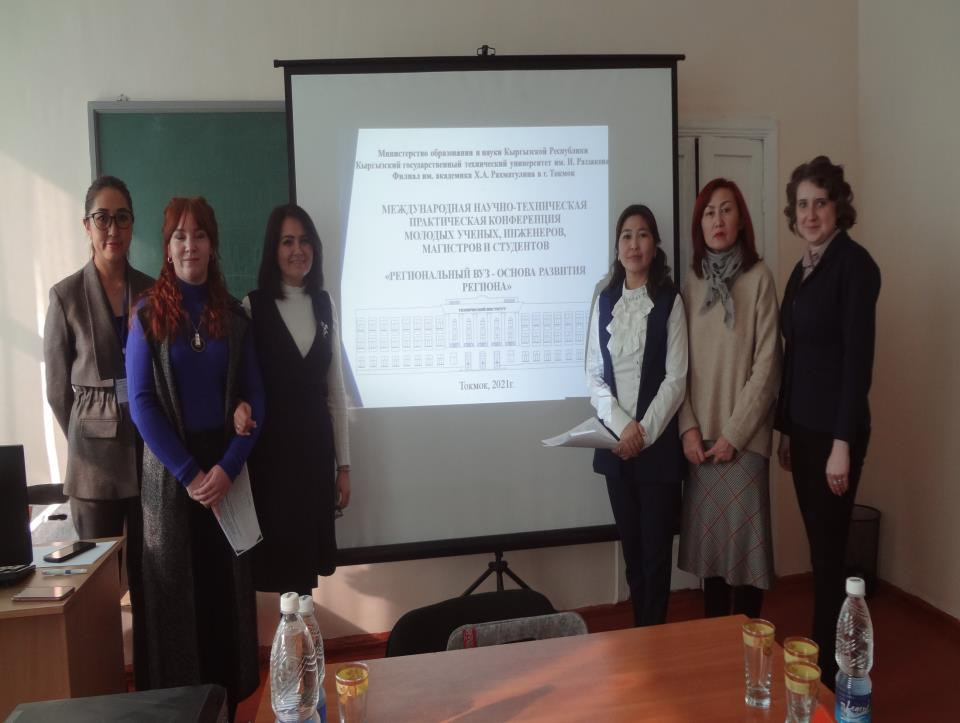 Министерство образования и науки Кыргызской Республики
Кыргызский государственный технический университет им. И. Раззакова
Филиал им. академика Х.А. Рахматулина в г. Токмок
МЕЖДУНАРОДНАЯ НАУЧНО-ТЕХНИЧЕСКАЯ
ПРАКТИЧЕСКАЯ КОНФЕРЕНЦИЯ
МОЛОДЫХ УЧЕНЫХ, ИНЖЕНЕРОВ,
МАГИСТРОВ И СТУДЕНТОВ
«РЕГИОНАЛЬНЫЙ ВУЗ - ОСНОВА РАЗВИТИЯ
РЕГИОНА»
ТЕХНИЧЕСКИЙ ИНСТИТУТ
Токмок, 2021г.